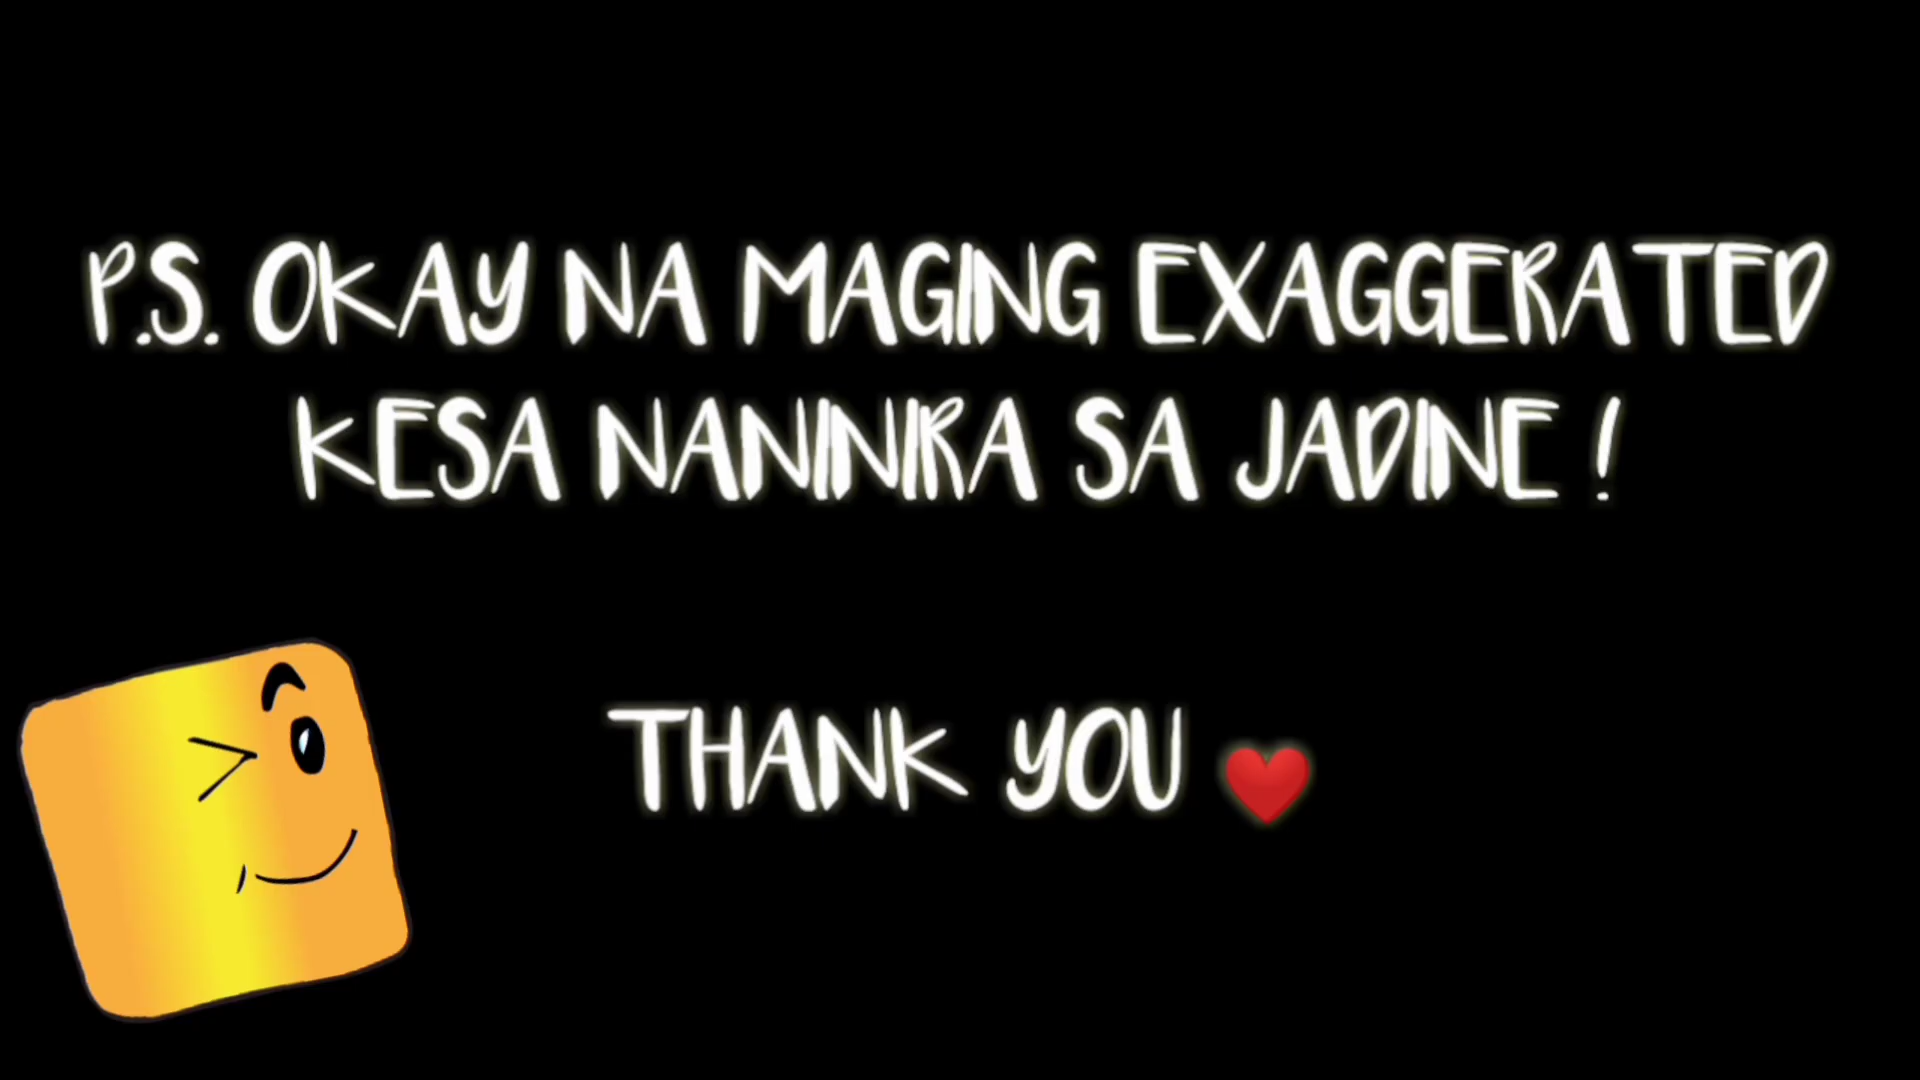 P.S. OKAY NA MAGING EXAGGERATED
KESA NANINIRA SA JADINE !
THANK YOU ❤️